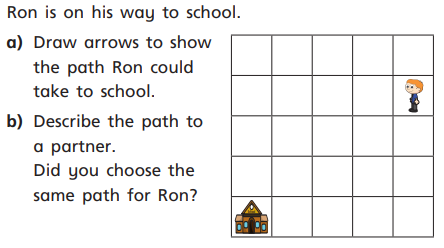 Ron is on his way to school.
a) Draw arrows to show
the path Ron could
take to school.
b) Describe the path to
a partner.
Did you choose the
same path for Ron?